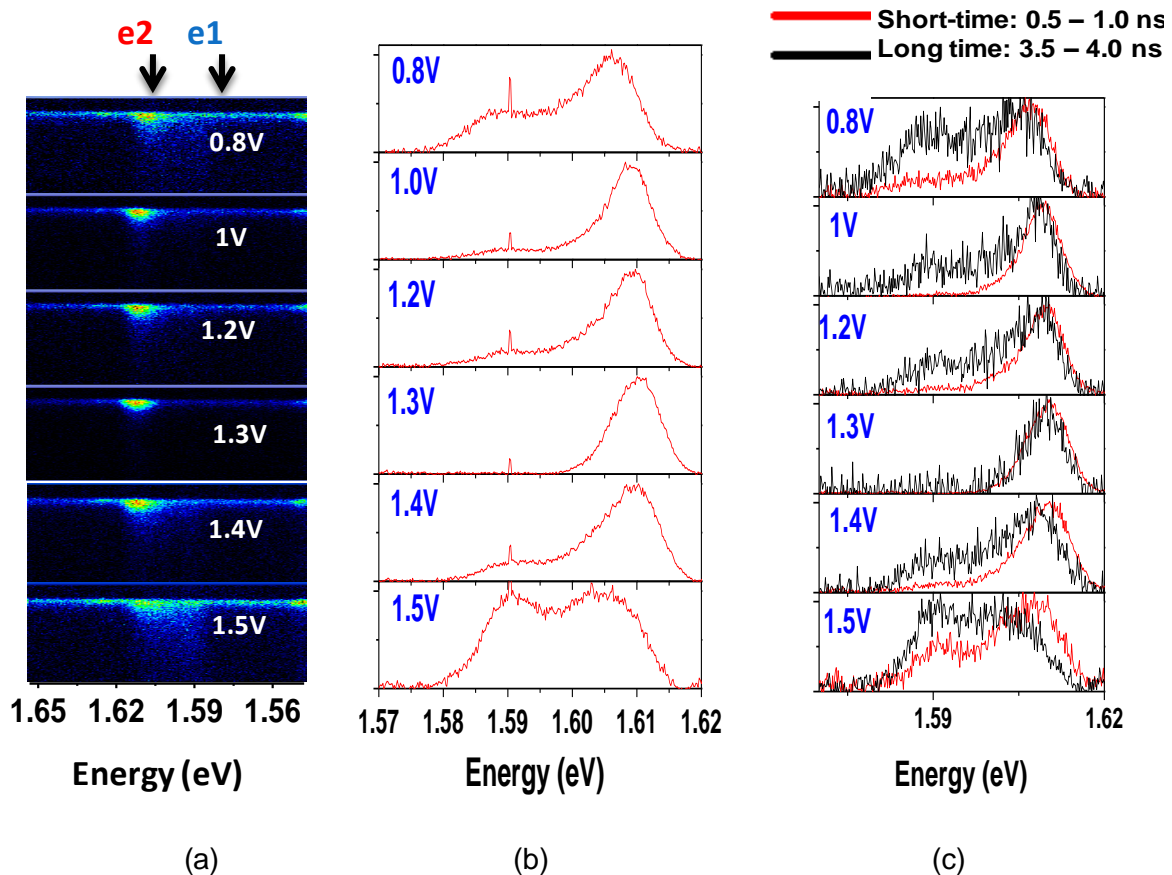 Short-time: 0.5 – 1.0 ns
Long time: 3.5 – 4.0 ns
e2 e1
0.8V
1V
1.2V
1.3V
1.4V
1.5V
1.65 1.62 1.59 1.56
Energy (eV)
(a)
0.8V
1.0V
1.2V
1.3V
1.4V
1.5V
1.57 1.58 1.59 1.60 1.61 1.62
Energy (eV)
(b)
0.8V
1V
1.2V
1.3V
1.4V
1.5V
1.59 1.62
Energy (eV)
(c)